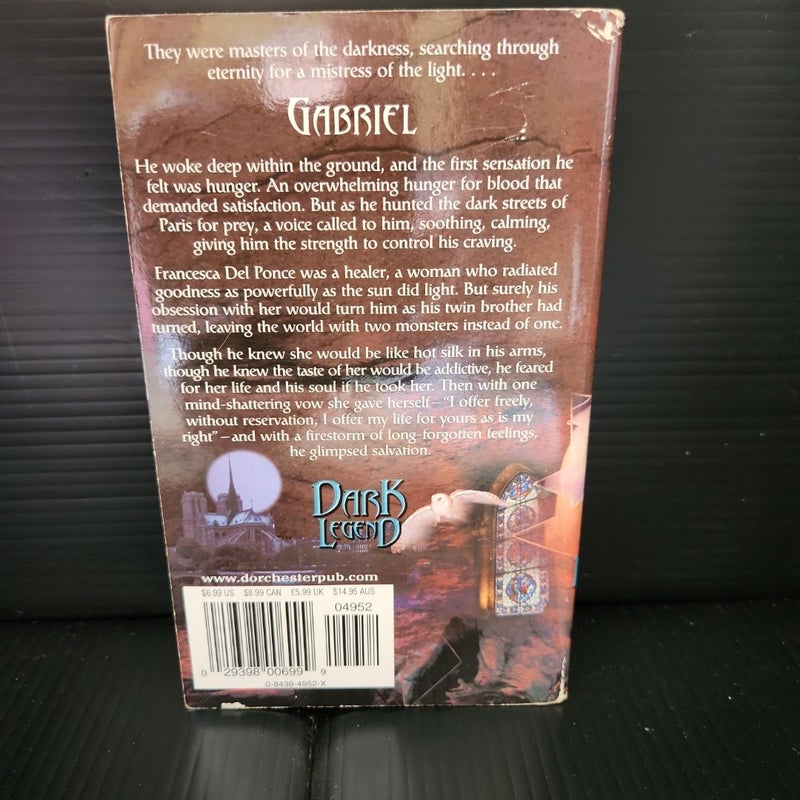 They were masters of the darkness, searching through
eternity for a mistress of the light. . . .
GABRIEL
He woke deep within the ground, and the first sensation he
felt was hunger. An overwhelming hunger for blood that
demanded satisfaction. But as he hunted the dark streets of
Paris for prey, a voice called to him, soothing, calming,
giving him the strength to control his craving.
Francesca Del Ponce was a healer, a woman who radiated
goodness as powerfully as the sun did light. But surely his
obsession with her would turn him as his twin brother had
turned, leaving the world with two monsters instead of one.
Though he knew she would be like hot silk in his arms,
though he knew the taste of her would be addictive, he feared
for her life and his soul if he took her. Then with one
mind-shattering vow she gave herself—“I offer freely,
without reservation, I offer my life for yours as is my
right”—and with a firestorm of long-forgotten feelings,
he glimpsed salvation.
DARK
LEGEND
www.dorchesterpub.com
$6.99 US $8.99 CAN £5.99 UK $14.95 AUS
04952
0 29398 00699 9
0-8439-4952-X